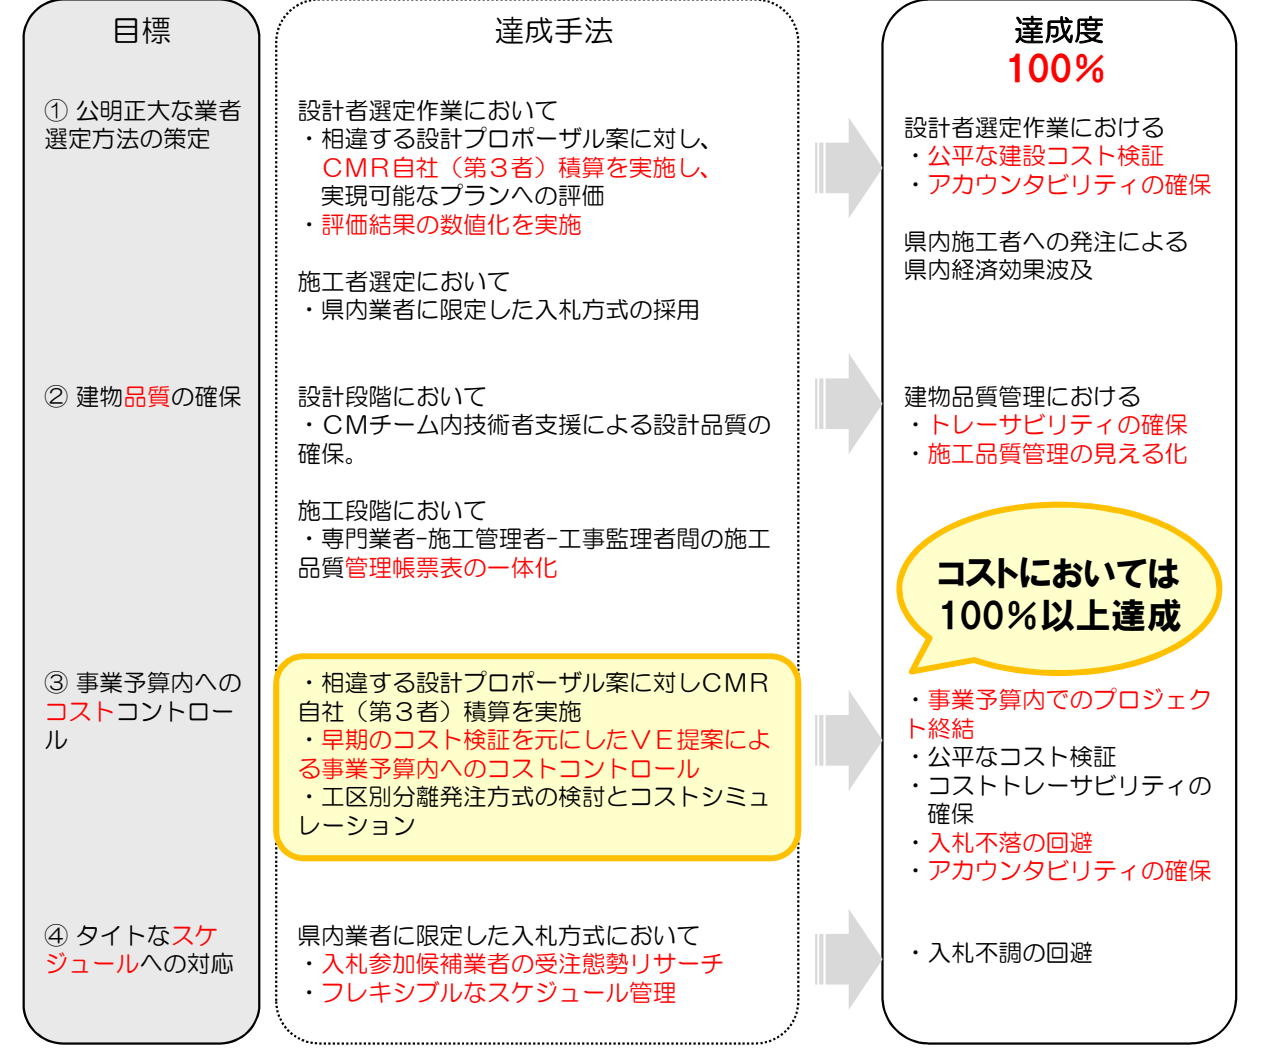 目標
① 公明正大な業者
選定方法の策定
② 建物品質の確保
③ 事業予算内への
コストコントロー
ル
④ タイトなスケ
ジュールへの対応
達成手法
設計者選定作業において
・相違する設計プロポーザル案に対し、
CMR自社（第３者）積算を実施し、
実現可能なプランへの評価
・評価結果の数値化を実施
施工者選定において
・県内業者に限定した入札方式の採用
設計段階において
・CMチーム内技術者支援による設計品質の
確保。
施工段階において
・専門業者-施工管理者-工事監理者間の施工
品質管理帳票表の一体化
・相違する設計プロポーザル案に対しCMR
自社（第３者）積算を実施
・早期のコスト検証を元にしたＶＥ提案によ
る事業予算内へのコストコントロール
・工区別分離発注方式の検討とコストシミュ
レーション
県内業者に限定した入札方式において
・入札参加候補業者の受注態勢リサーチ
・フレキシブルなスケジュール管理
達成度
100%
設計者選定作業における
・公平な建設コスト検証
・アカウンタビリティの確保
県内施工者への発注による
県内経済効果波及
建物品質管理における
・トレーサビリティの確保
・施工品質管理の見える化
コストにおいては
100％以上達成
・事業予算内でのプロジェク
ト終結
・公平なコスト検証
・コストトレーサビリティの
確保
・入札不落の回避
・アカウンタビリティの確保
・入札不調の回避